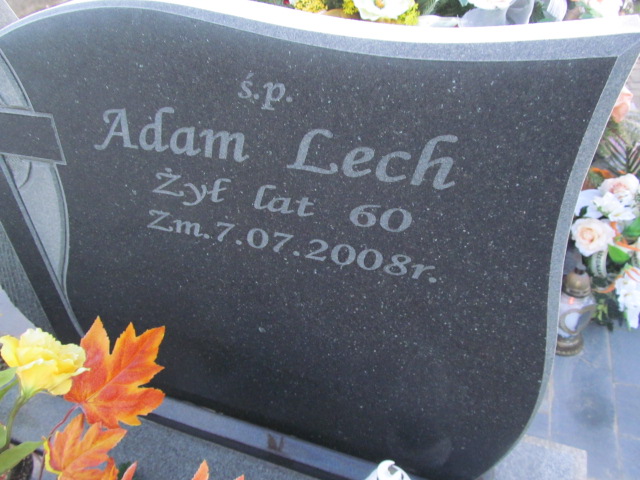 ś.p.
Adam Lech
Żył lat 60
Zm.7.07.2008r.